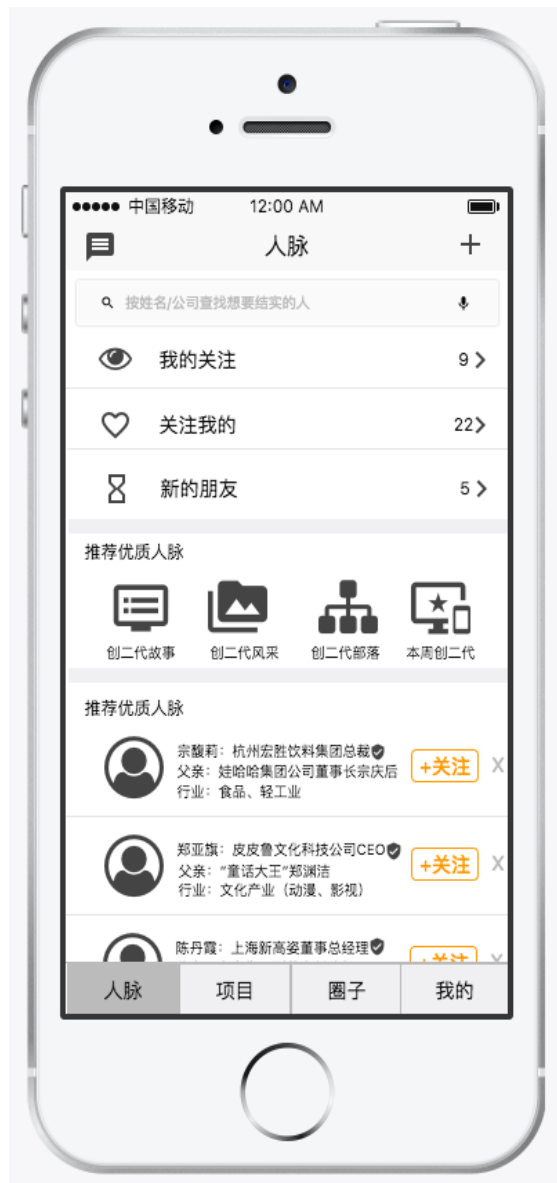 中国移动 12:00 AM
人脉 +
按姓名/公司查找想要结实的人
我的关注 9 >
关注我的 22>
新的朋友 5 >
推荐优质人脉
创二代故事 创二代风采 创二代部落 本周创二代
推荐优质人脉
宗馥莉：杭州宏胜饮料集团总裁
父亲：娃哈哈集团公司董事长宗庆后
行业：食品、轻工业
+关注 X
郑亚旗：皮皮鲁文化科技公司CEO
父亲：“童话大王”郑渊洁
行业：文化产业（动漫、影视）
+关注 X
陈丹霞：上海新高姿董事总经理
+关注 X
人脉 项目 圈子 我的